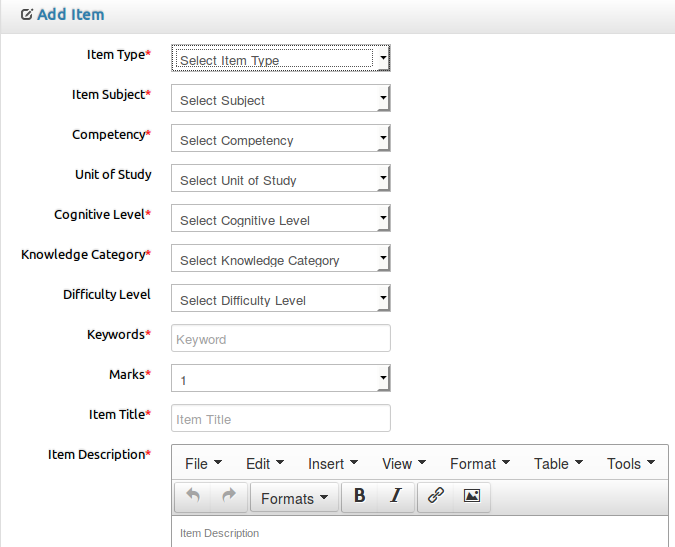 Add Item
Item Type* Select Item Type
Item Subject* Select Subject
Competency* Select Competency
Unit of Study Select Unit of Study
Cognitive Level* Select Cognitive Level
Knowledge Category* Select Knowledge Category
Difficulty Level Select Difficulty Level
Keywords* Keyword
Marks* 1
Item Title* Item Title
Item Description* File Edit Insert View Format Table Tools
Formats B I
Item Description